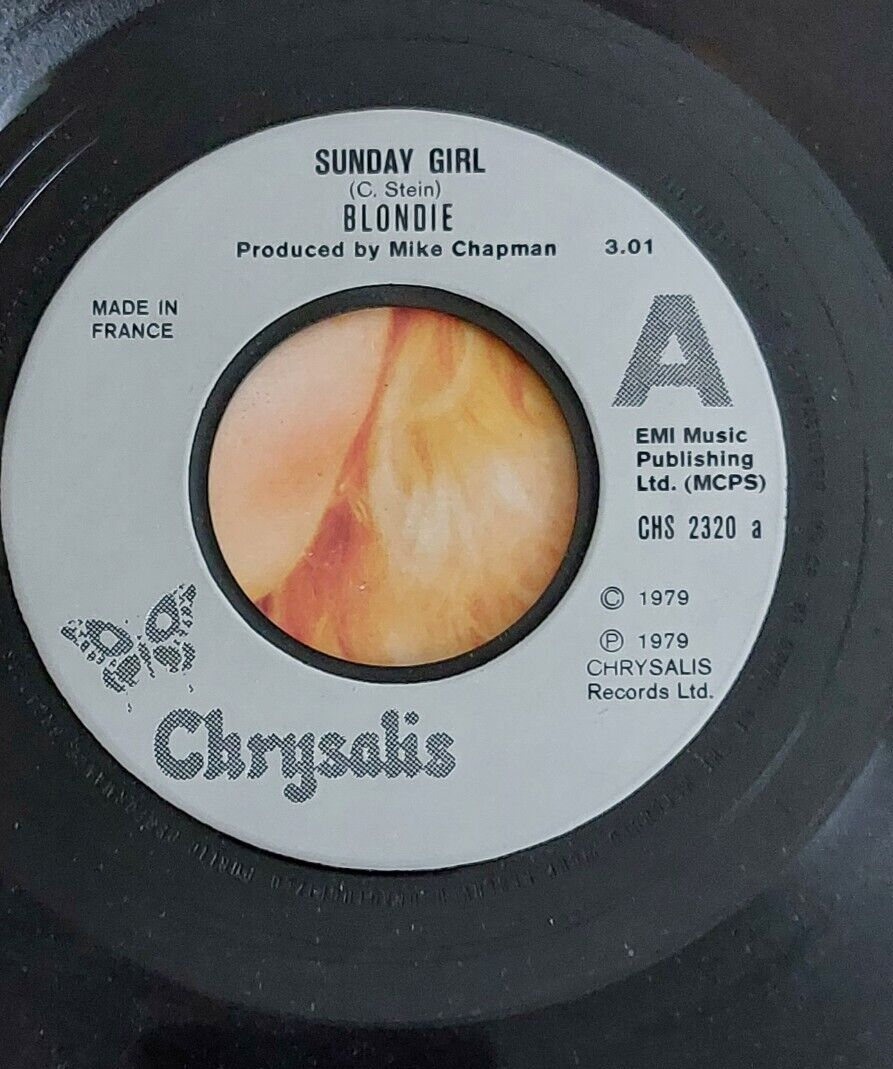 SUNDAY GIRL
(C. Stein)
BLONDIE
Produced by Mike Chapman 3.01
MADE IN
FRANCE
A
EMI Music
Publishing
Ltd. (MCPS)
CHS 2320 a
© 1979
℗ 1979
CHRYSALIS
Records Ltd.
Chrysalis